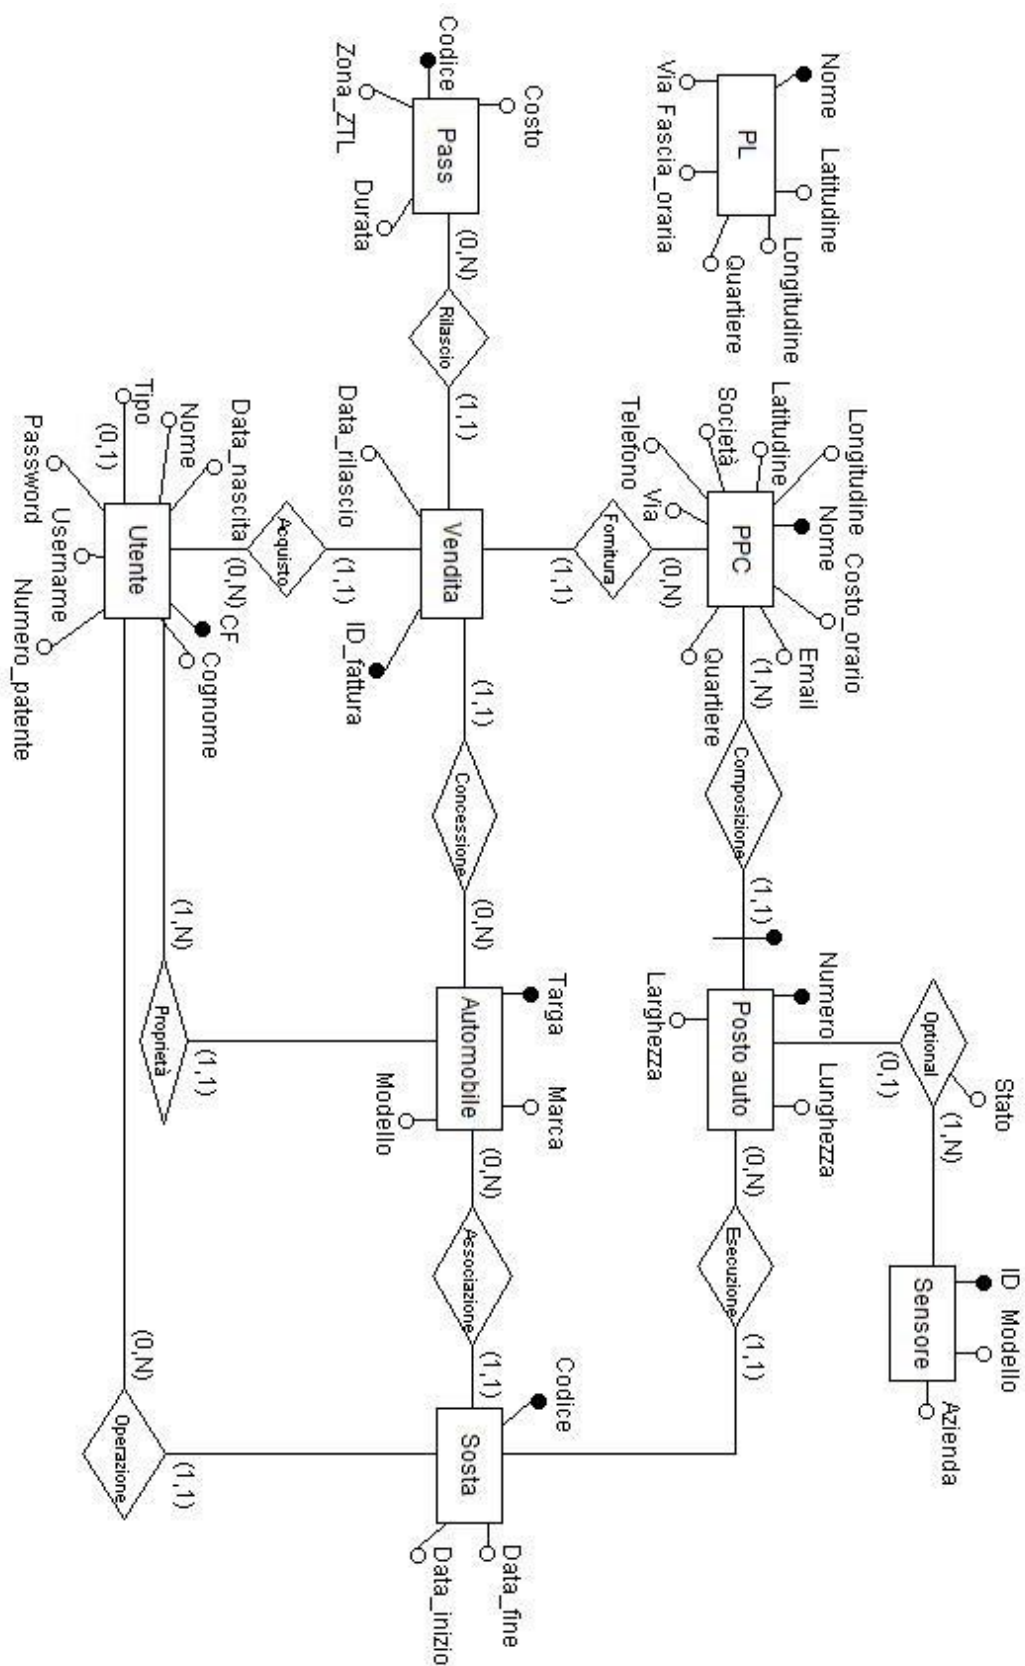 Nome
Latitudine
Longitudine
PL
Via
Fascia_oraria
Quartiere
Longitudine
Nome
Costo_orario
Latitudine
Email
Società
Telefono
Via
PPC
Quartiere
(1,N)
Composizione
(1,1)
Numero
Lunghezza
Posto auto
Larghezza
(0,1)
Optional
Stato
(1,N)
ID
Modello
Sensore
Azienda
(0,N)
Fornitura
(1,1)
(0,N)
Esecuzione
(1,1)
Costo
Codice
Pass
Zona_ZTL
Durata
(0,N)
Rilascio
(1,1)
Vendita
Data_rilascio
ID_fattura
(1,1)
Concessione
(0,N)
Targa
Marca
Automobile
Modello
(0,N)
Associazione
(1,1)
Codice
Sosta
Data_fine
Data_inizio
(1,1)
Acquisto
(0,N)
Data_nascita
Nome
Tipo
(0,1)
Utente
CF
Cognome
Password
Username
Numero_patente
(1,N)
Proprietà
(1,1)
(0,N)
Operazione
(1,1)